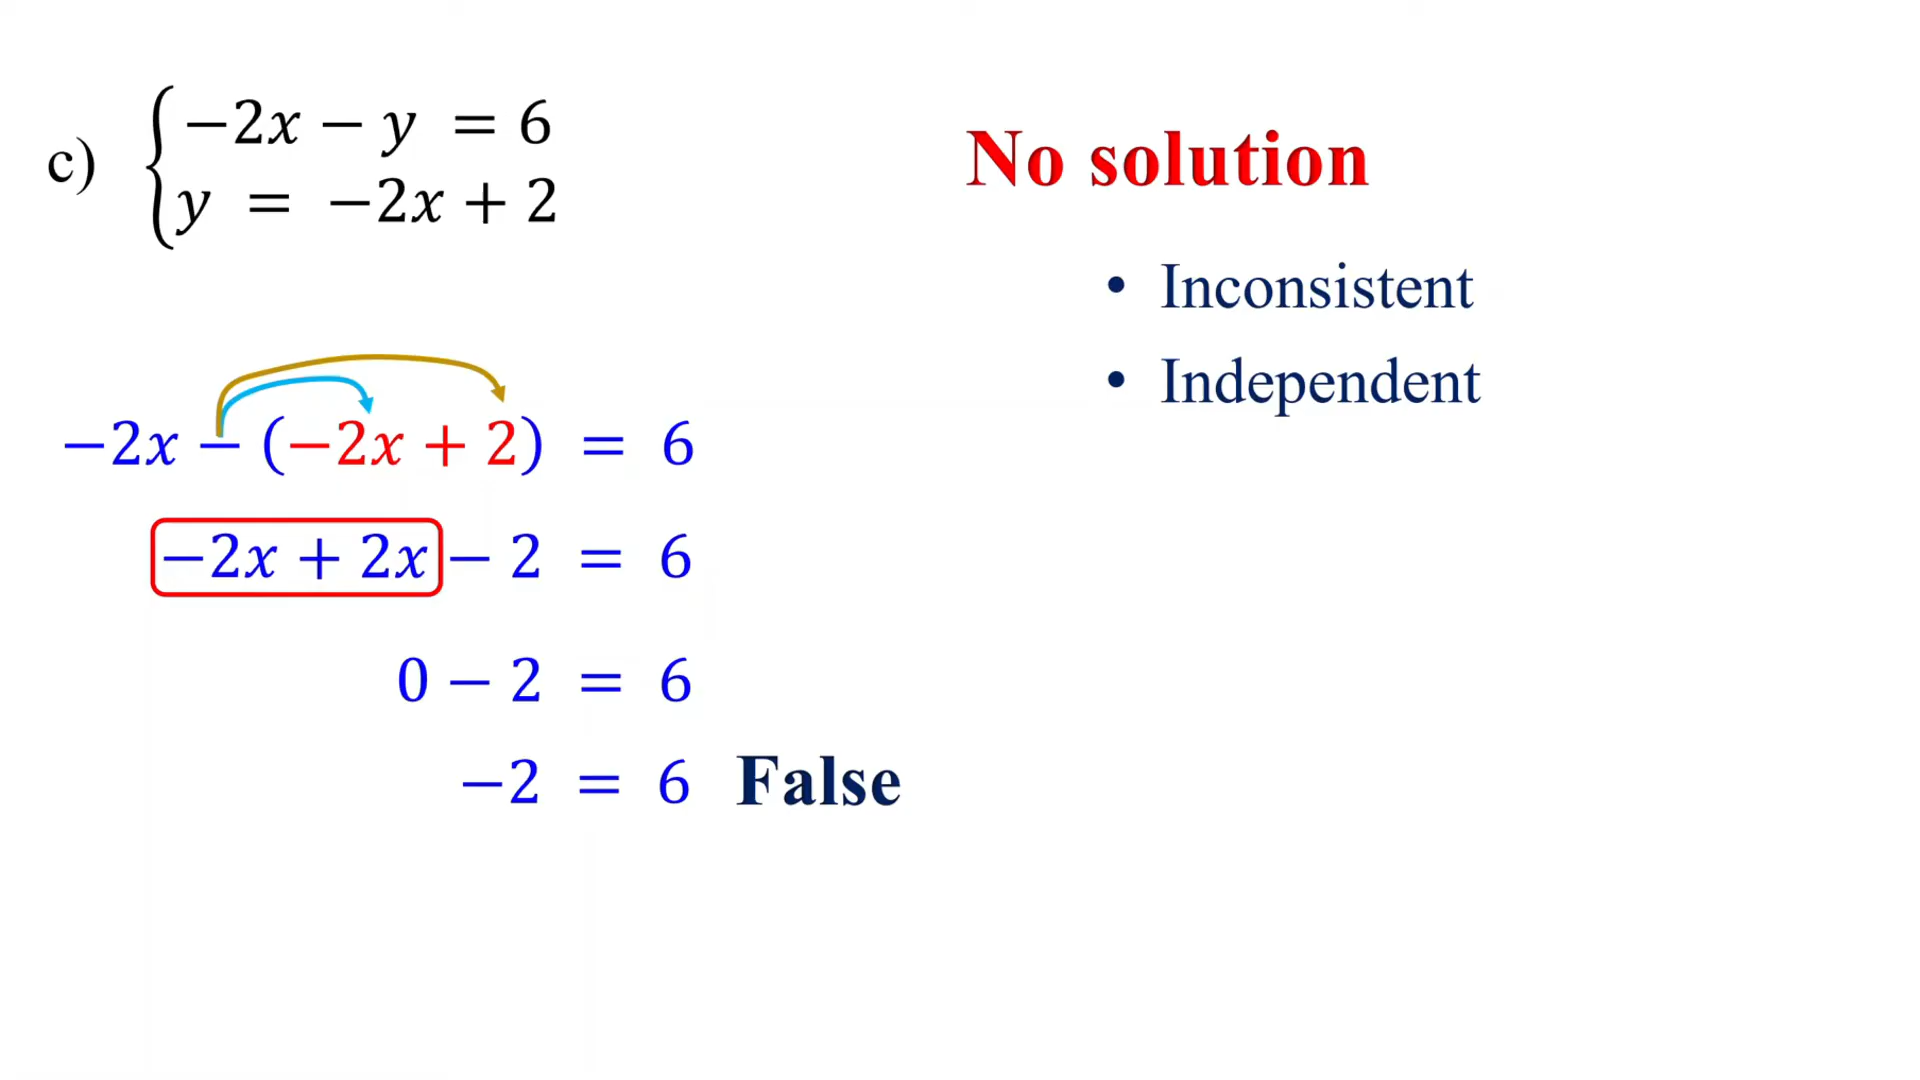 c) { −2x − y = 6
y = −2x + 2
No solution
• Inconsistent
• Independent
−2x − (−2x + 2) = 6
−2x + 2x − 2 = 6
0 − 2 = 6
−2 = 6 False